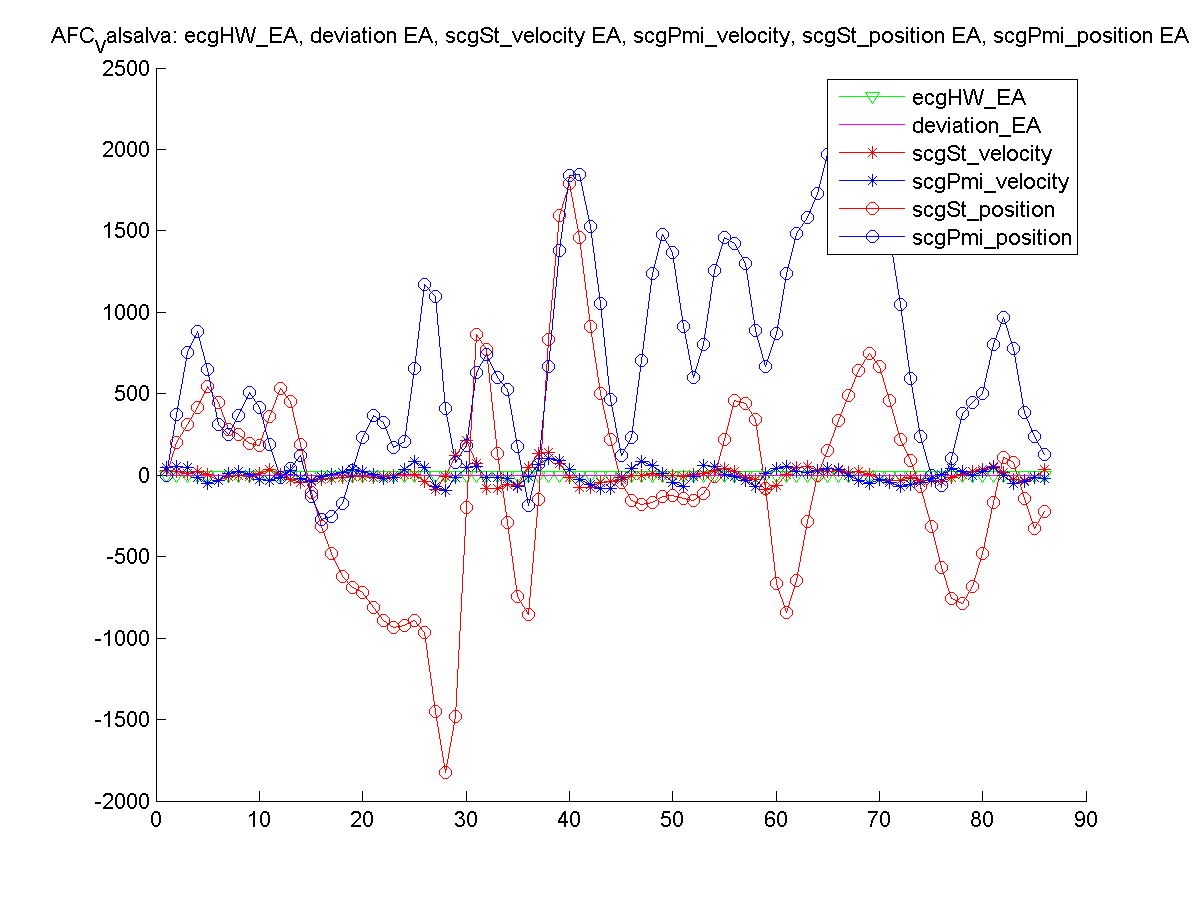 AFC_Valsalva: ecgHW_EA, deviation EA, scgSt_velocity EA, scgPmi_velocity, scgSt_position EA, scgPmi_position EA
2500
2000
1500
1000
500
0
-500
-1000
-1500
-2000
ecgHW_EA
deviation_EA
scgSt_velocity
scgPmi_velocity
scgSt_position
scgPmi_position
0 10 20 30 40 50 60 70 80 90